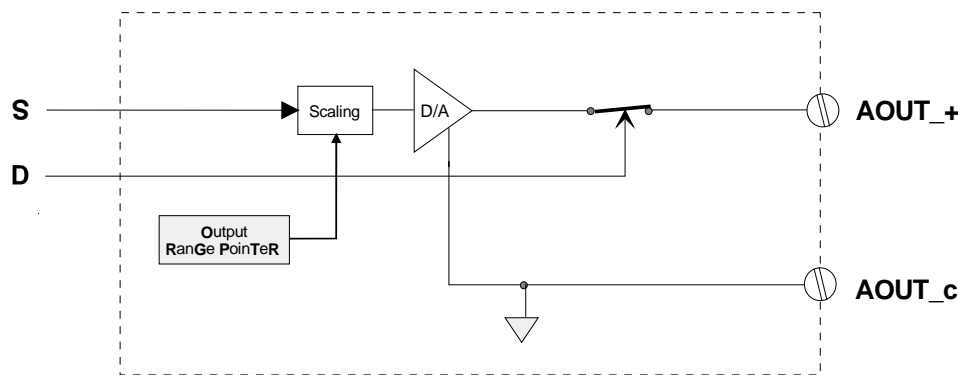 S
Scaling
D/A
AOUT_+
D
Output
RanGe PoinTeR
AOUT_c